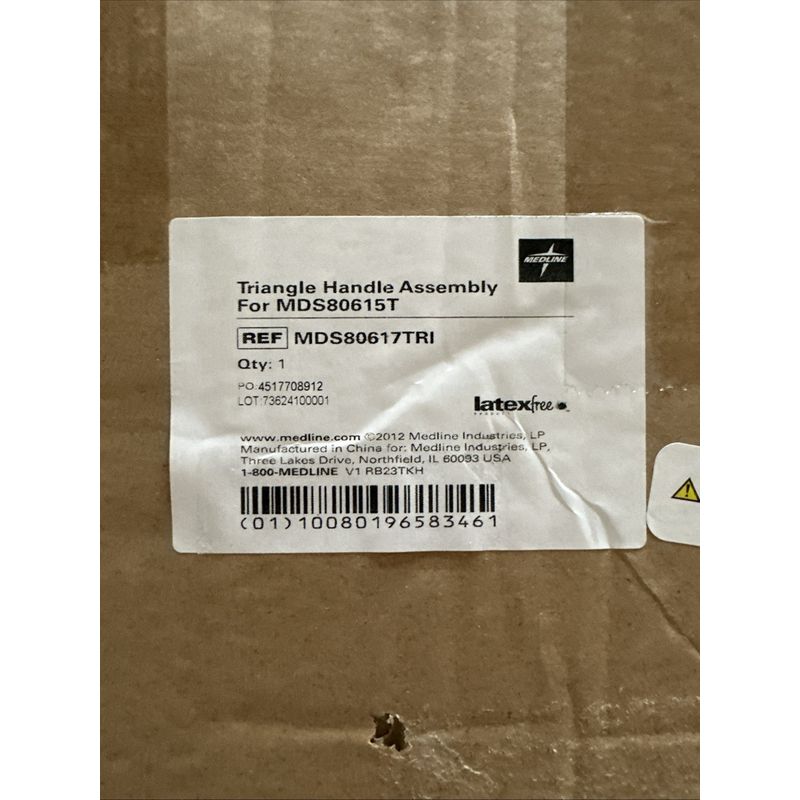 MEDLINE
Triangle Handle Assembly
For MDS80615T
REF MDS80617TRI
Qty: 1
PO:4517708912
LOT:73624100001
latexfree
www.medline.com ©2012 Medline Industries, LP
Manufactured in China for: Medline Industries, LP,
Three Lakes Drive, Northfield, IL 60093 USA
1-800-MEDLINE V1 RB23TKH
(01)10080196583461